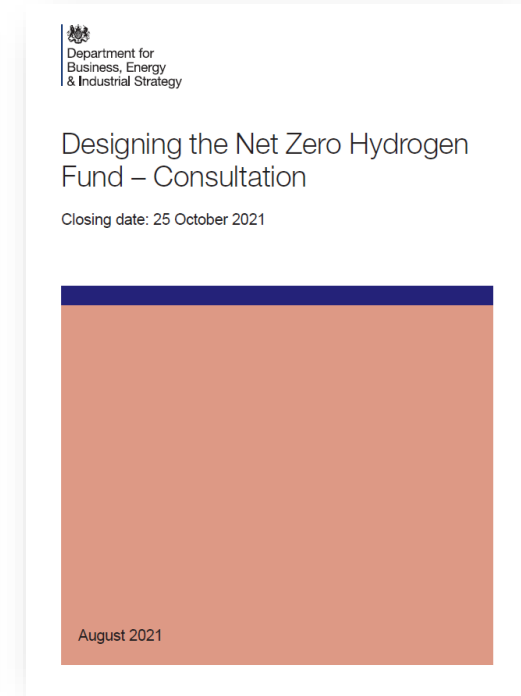 Department for
Business, Energy
& Industrial Strategy
Designing the Net Zero Hydrogen
Fund – Consultation
Closing date: 25 October 2021
August 2021